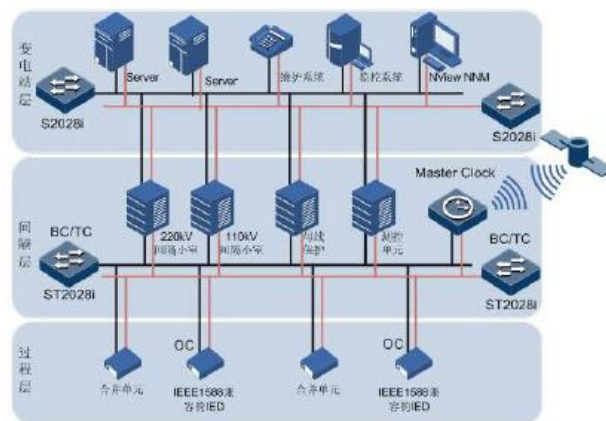 变电站层
Server
Server
维护系统
监控系统
NView NNM
S2028i
S2028i
Master Clock
间隔层
BC/TC
220kV
间隔小室
110kV
间隔小室
母线
保护
测控
单元
BC/TC
ST2028i
ST2028i
过程层
OC
OC
合并单元
IEEE1588兼
容的IED
合并单元
IEEE1588兼
容的IED